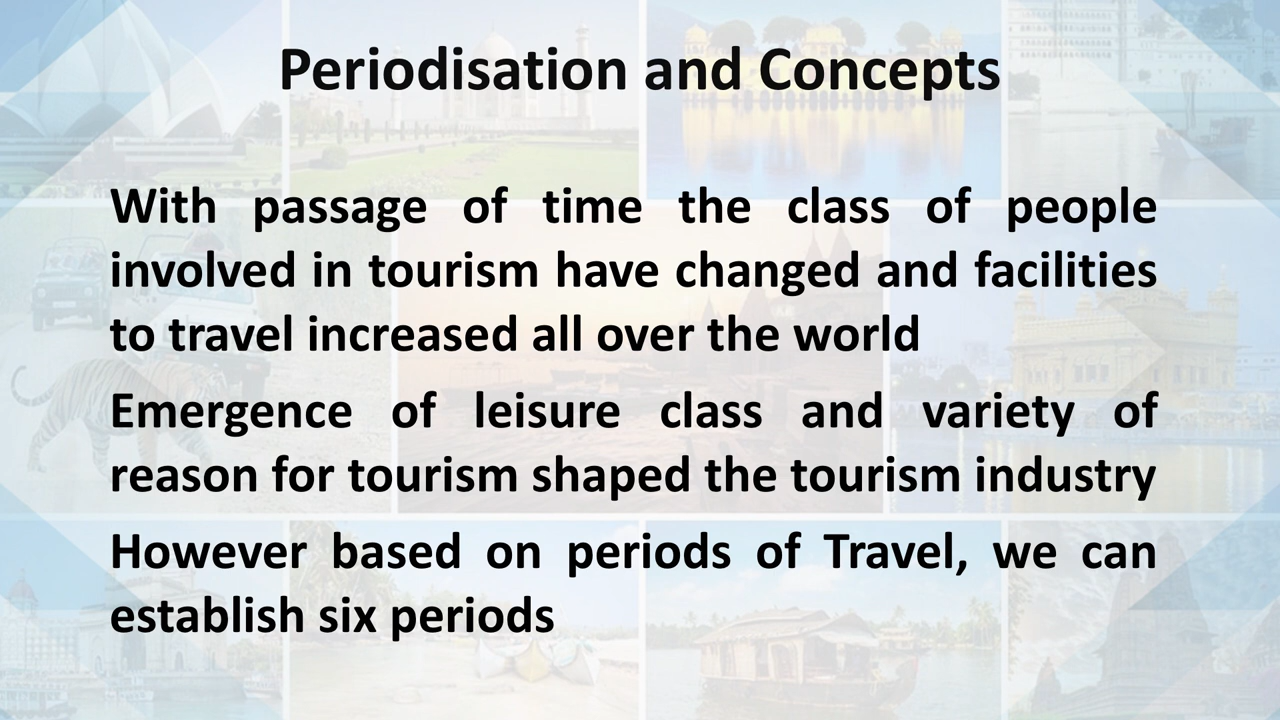 Periodisation and Concepts
With passage of time the class of people
involved in tourism have changed and facilities
to travel increased all over the world
Emergence of leisure class and variety of
reason for tourism shaped the tourism industry
However based on periods of Travel, we can
establish six periods